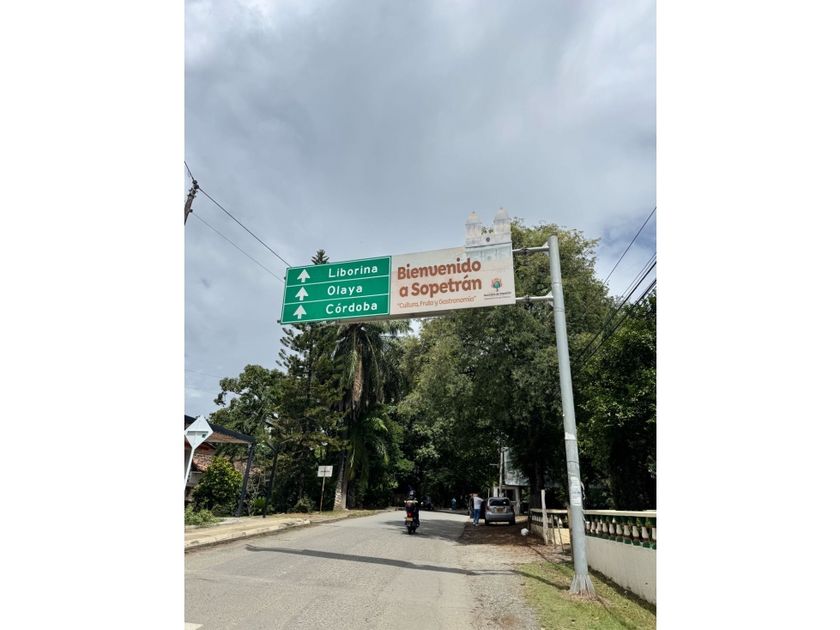 Liborina
Olaya
Córdoba
Bienvenido
a Sopetrán
"Cultura, Fruta y Gastronomía"